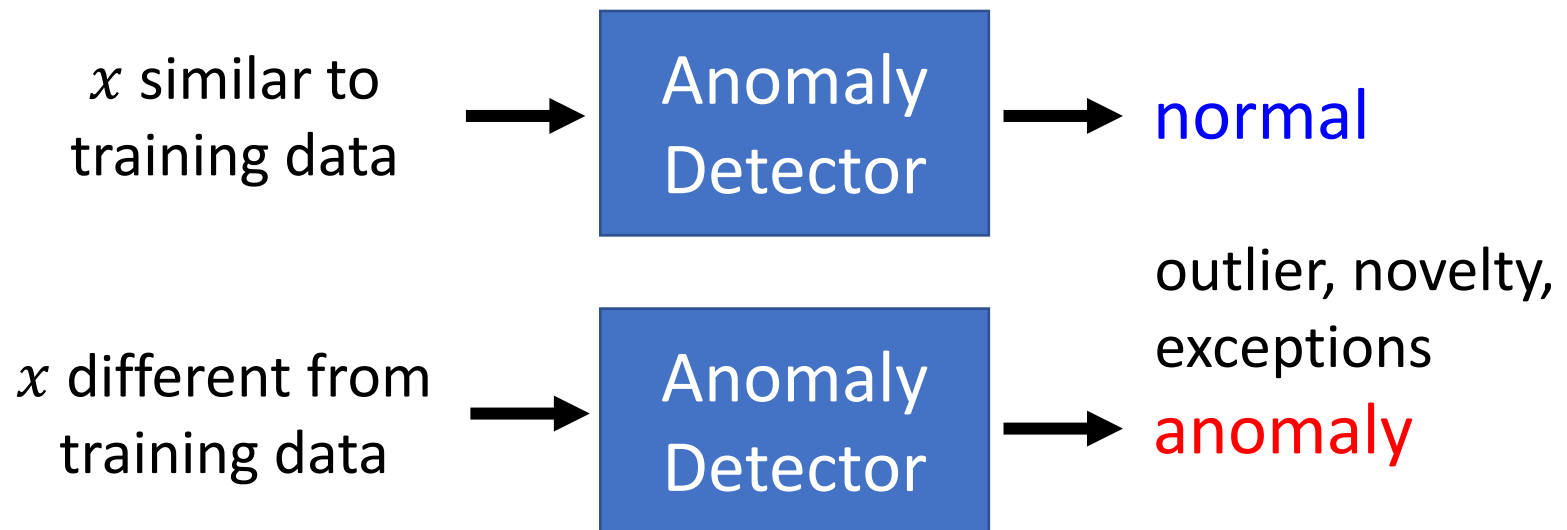 𝑥 similar to
training data
Anomaly
Detector
normal
𝑥 different from
training data
Anomaly
Detector
outlier, novelty,
exceptions
anomaly